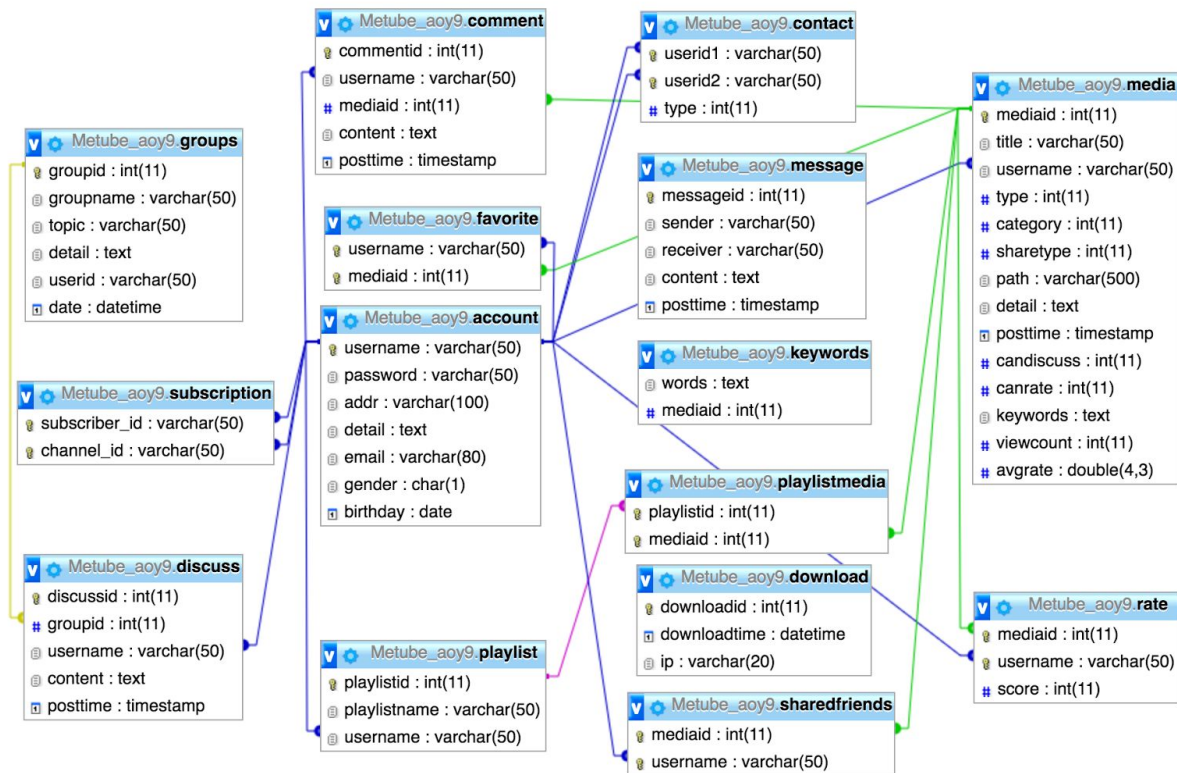 Metube_aoy9.comment
commentid : int(11)
username : varchar(50)
mediaid : int(11)
content : text
posttime : timestamp
Metube_aoy9.contact
userid1 : varchar(50)
userid2 : varchar(50)
type : int(11)
Metube_aoy9.media
mediaid : int(11)
title : varchar(50)
username : varchar(50)
type : int(11)
category : int(11)
sharetype : int(11)
path : varchar(500)
detail : text
posttime : timestamp
candiscuss : int(11)
canrate : int(11)
keywords : text
viewcount : int(11)
avgrate : double(4,3)
Metube_aoy9.groups
groupid : int(11)
groupname : varchar(50)
topic : varchar(50)
detail : text
userid : varchar(50)
date : datetime
Metube_aoy9.message
messageid : int(11)
sender : varchar(50)
receiver : varchar(50)
content : text
posttime : timestamp
Metube_aoy9.favorite
username : varchar(50)
mediaid : int(11)
Metube_aoy9.account
username : varchar(50)
password : varchar(50)
addr : varchar(100)
detail : text
email : varchar(80)
gender : char(1)
birthday : date
Metube_aoy9.keywords
words : text
mediaid : int(11)
Metube_aoy9.subscription
subscriber_id : varchar(50)
channel_id : varchar(50)
Metube_aoy9.playlistmedia
playlistid : int(11)
mediaid : int(11)
Metube_aoy9.discuss
discussid : int(11)
groupid : int(11)
username : varchar(50)
content : text
posttime : timestamp
Metube_aoy9.download
downloadid : int(11)
downloadtime : datetime
ip : varchar(20)
Metube_aoy9.rate
mediaid : int(11)
username : varchar(50)
score : int(11)
Metube_aoy9.playlist
playlistid : int(11)
playlistname : varchar(50)
username : varchar(50)
Metube_aoy9.sharedfriends
mediaid : int(11)
username : varchar(50)